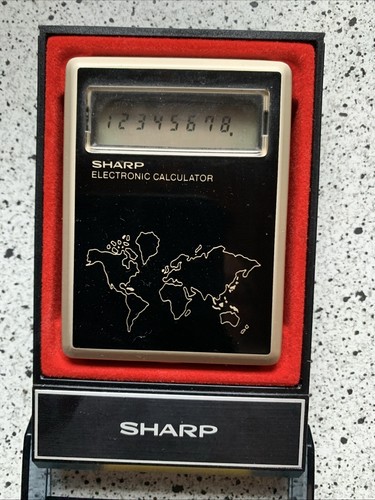 12345678.
SHARP
ELECTRONIC CALCULATOR
SHARP